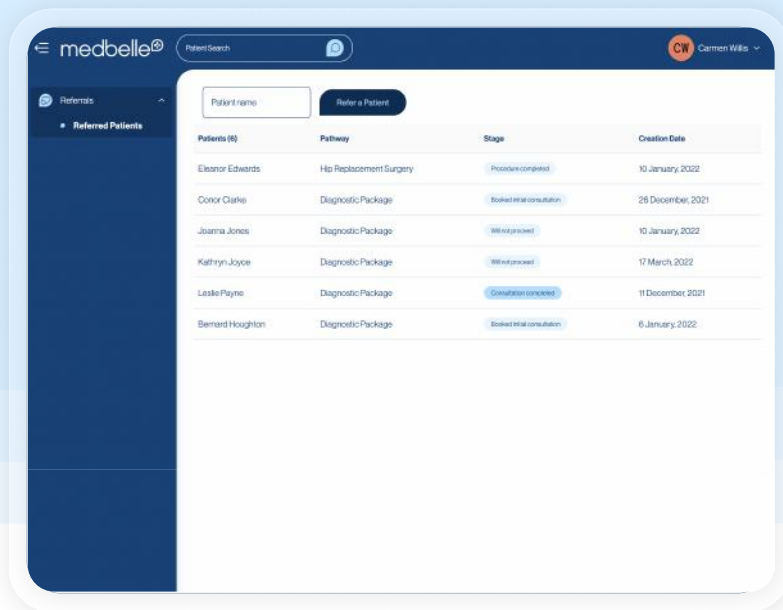 medbelle
Patient Search
CW Carmen Willis
Referrals
Referred Patients
Patient name
Refer a Patient
Patients (6) Pathway Stage Creation Date
Eleanor Edwards Hip Replacement Surgery Procedure completed 10 January, 2022
Conor Clarke Diagnostic Package Booked initial consultation 26 December, 2021
Joanna Jones Diagnostic Package Will not proceed 10 January, 2022
Kathryn Joyce Diagnostic Package Will not proceed 17 March, 2022
Leslie Payne Diagnostic Package Consultation completed 11 December, 2021
Bernard Houghton Diagnostic Package Booked initial consultation 6 January, 2022